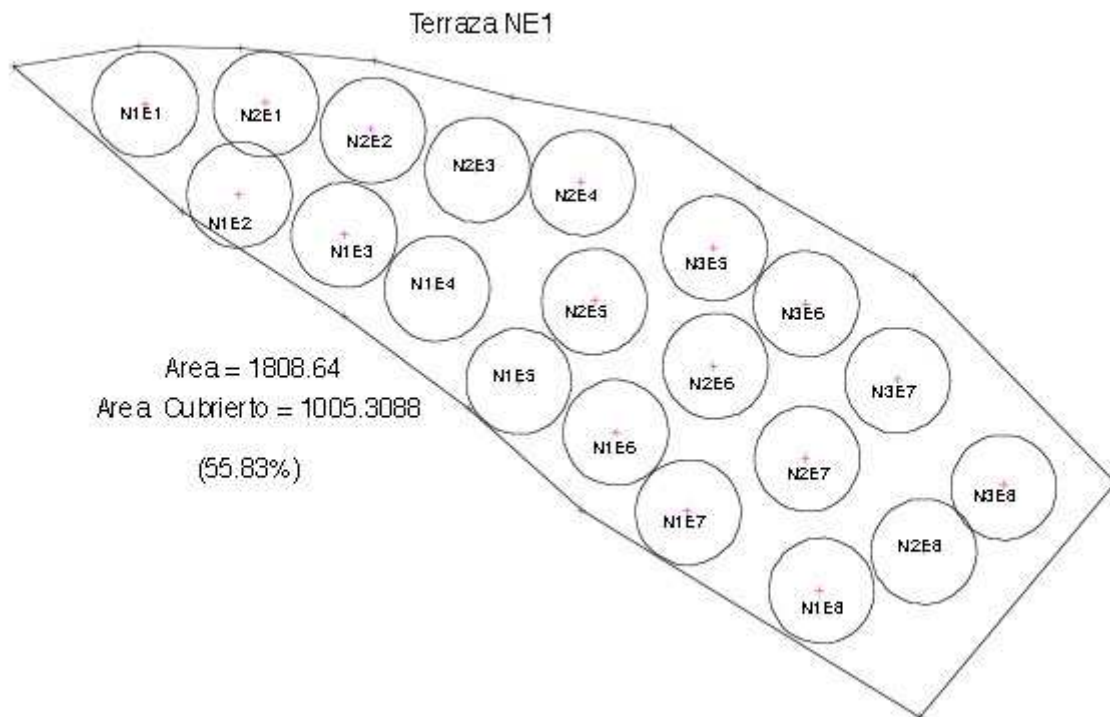 Terraza NE1
N1E1
N2E1
N2E2
N2E3
N2E4
N1E2
N1E3
N1E4
N3E5
N2E5
N3E6
N1E5
N2E6
N3E7
N1E6
N2E7
N1E7
N3E8
N2E8
N1E8
Area = 1808.64
Area Cubrierto = 1005.3088
(55.83%)